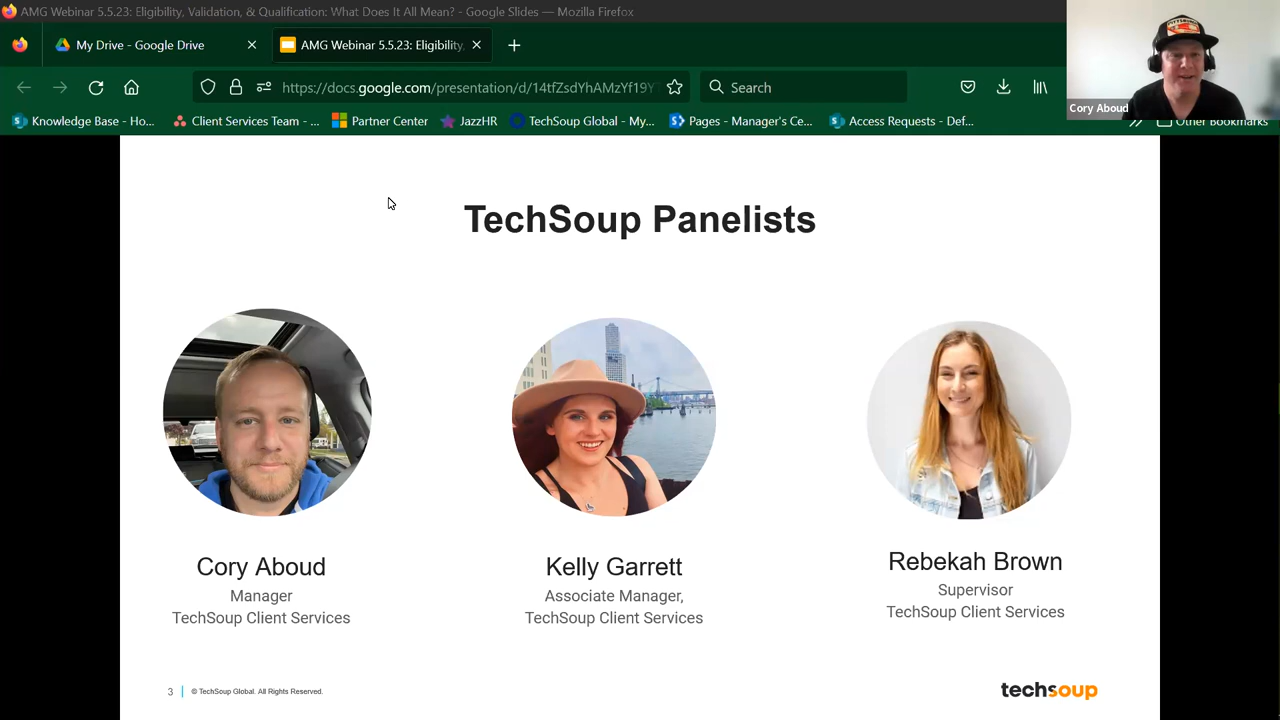 AMG Webinar 5.5.23: Eligibility, Validation, & Qualification: What Does It All Mean? - Google Slides — Mozilla Firefox
My Drive - Google Drive
AMG Webinar 5.5.23: Eligibility,
https://docs.google.com/presentation/d/14tfZsdYhAMzYf19Y
Search
Cory Aboud
Knowledge Base - Ho...
Client Services Team - ...
Partner Center
JazzHR
TechSoup Global - My...
Pages - Manager's Ce...
Access Requests - Def...
Other Bookmarks
TechSoup Panelists
Cory Aboud
Manager
TechSoup Client Services
Kelly Garrett
Associate Manager,
TechSoup Client Services
Rebekah Brown
Supervisor
TechSoup Client Services
3
© TechSoup Global. All Rights Reserved.
techsoup